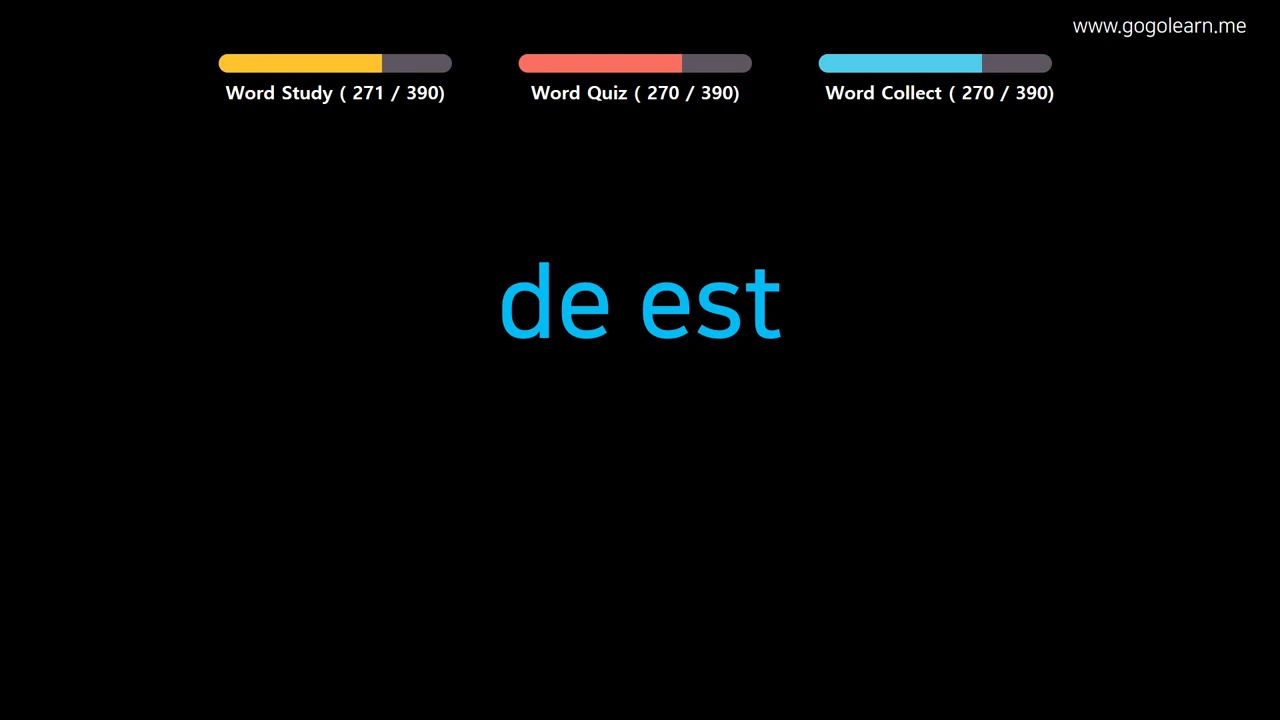 www.gogolearn.me
Word Study ( 271 / 390)
Word Quiz ( 270 / 390)
Word Collect ( 270 / 390)
de est